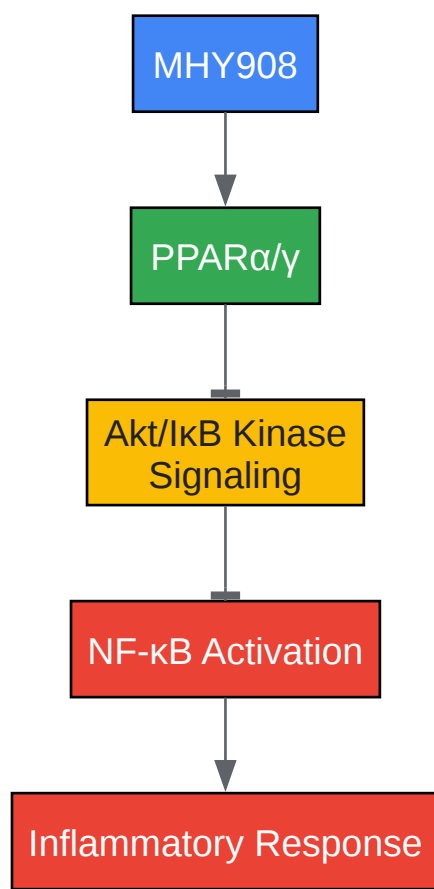 MHY908
PPARα/γ
Akt/IκB Kinase
Signaling
NF-κB Activation
Inflammatory Response